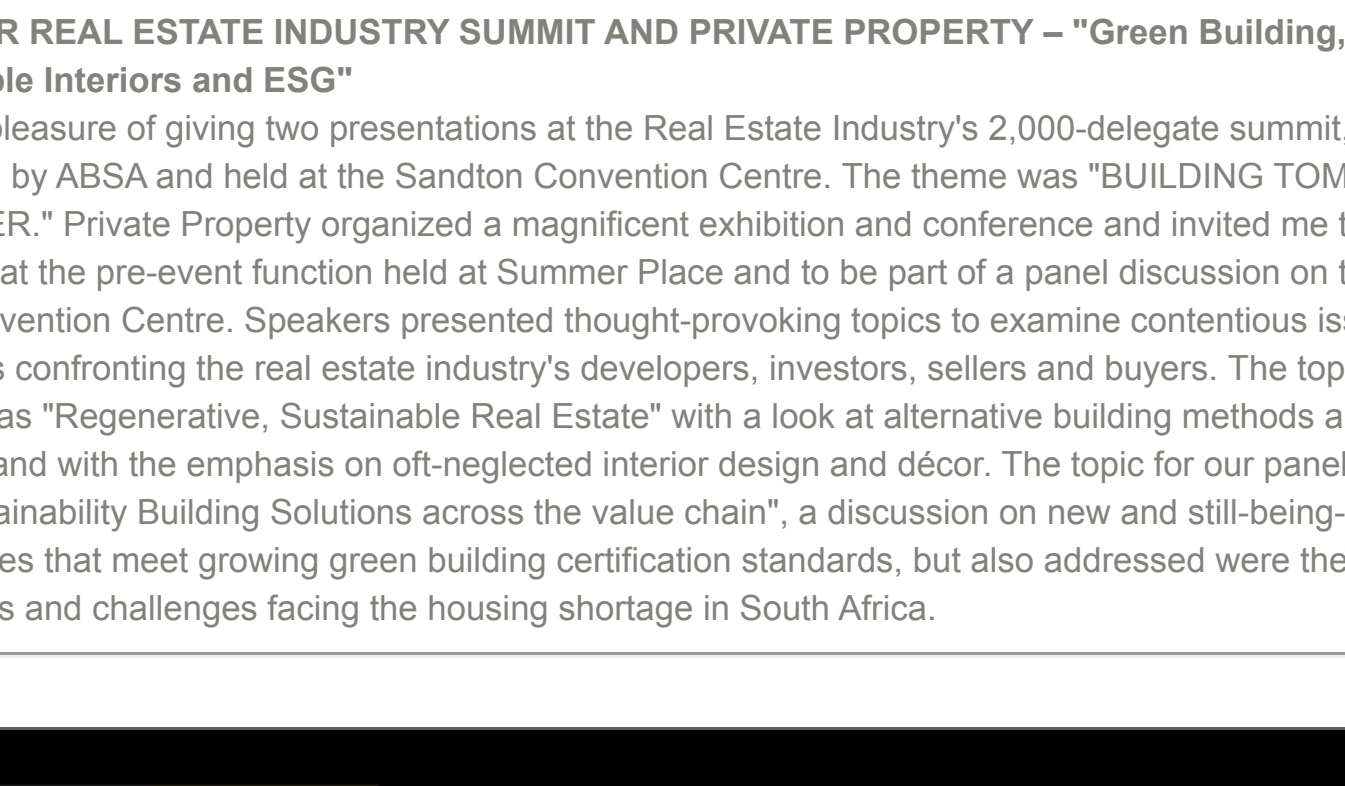 R REAL ESTATE INDUSTRY SUMMIT AND PRIVATE PROPERTY – "Green Building,
ble Interiors and ESG"
pleasure of giving two presentations at the Real Estate Industry's 2,000-delegate summit,
by ABSA and held at the Sandton Convention Centre. The theme was "BUILDING TOM
ER." Private Property organized a magnificent exhibition and conference and invited me t
at the pre-event function held at Summer Place and to be part of a panel discussion on t
vention Centre. Speakers presented thought-provoking topics to examine contentious iss
s confronting the real estate industry's developers, investors, sellers and buyers. The top
as "Regenerative, Sustainable Real Estate" with a look at alternative building methods a
and with the emphasis on oft-neglected interior design and décor. The topic for our panel
ainability Building Solutions across the value chain", a discussion on new and still-being-
es that meet growing green building certification standards, but also addressed were the
s and challenges facing the housing shortage in South Africa.